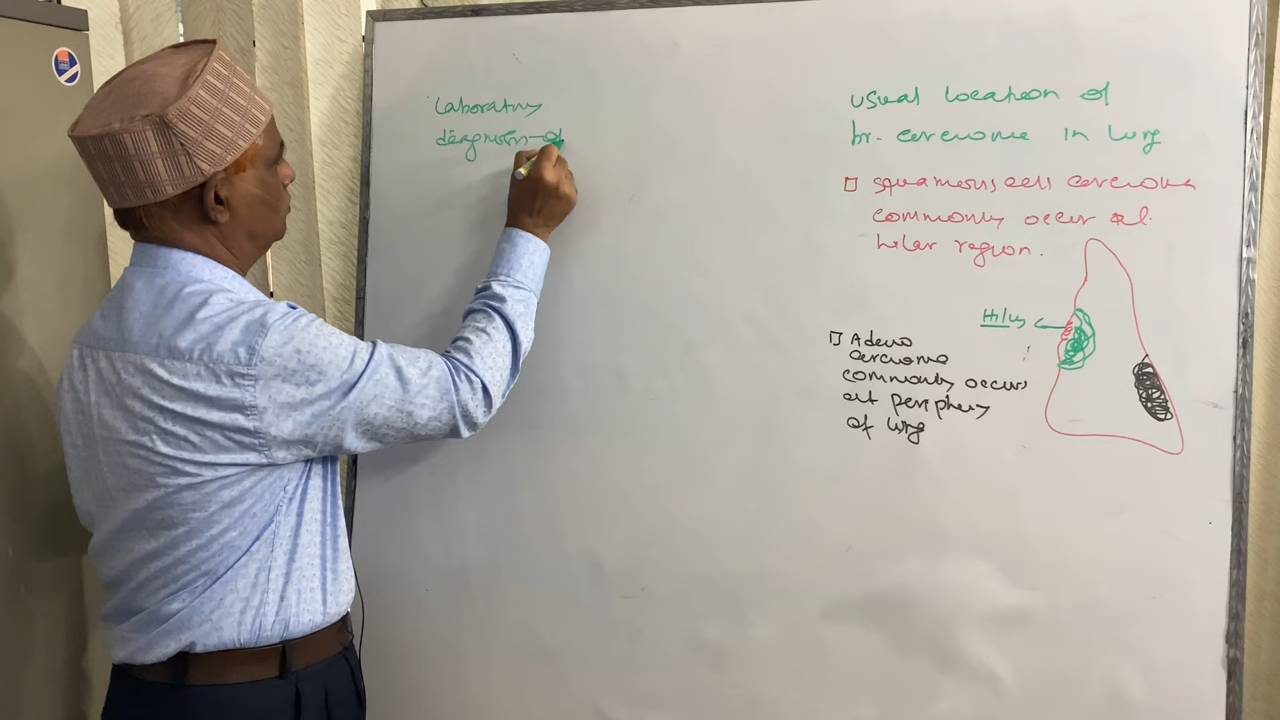 Laboratory
diagnosis of
usual location of
br. carcinoma in lung
squamous cell carcinoma
commonly occur at
hilar region.
Hilus
Adeno
carcinoma
commonly occurs
at periphery
of lung